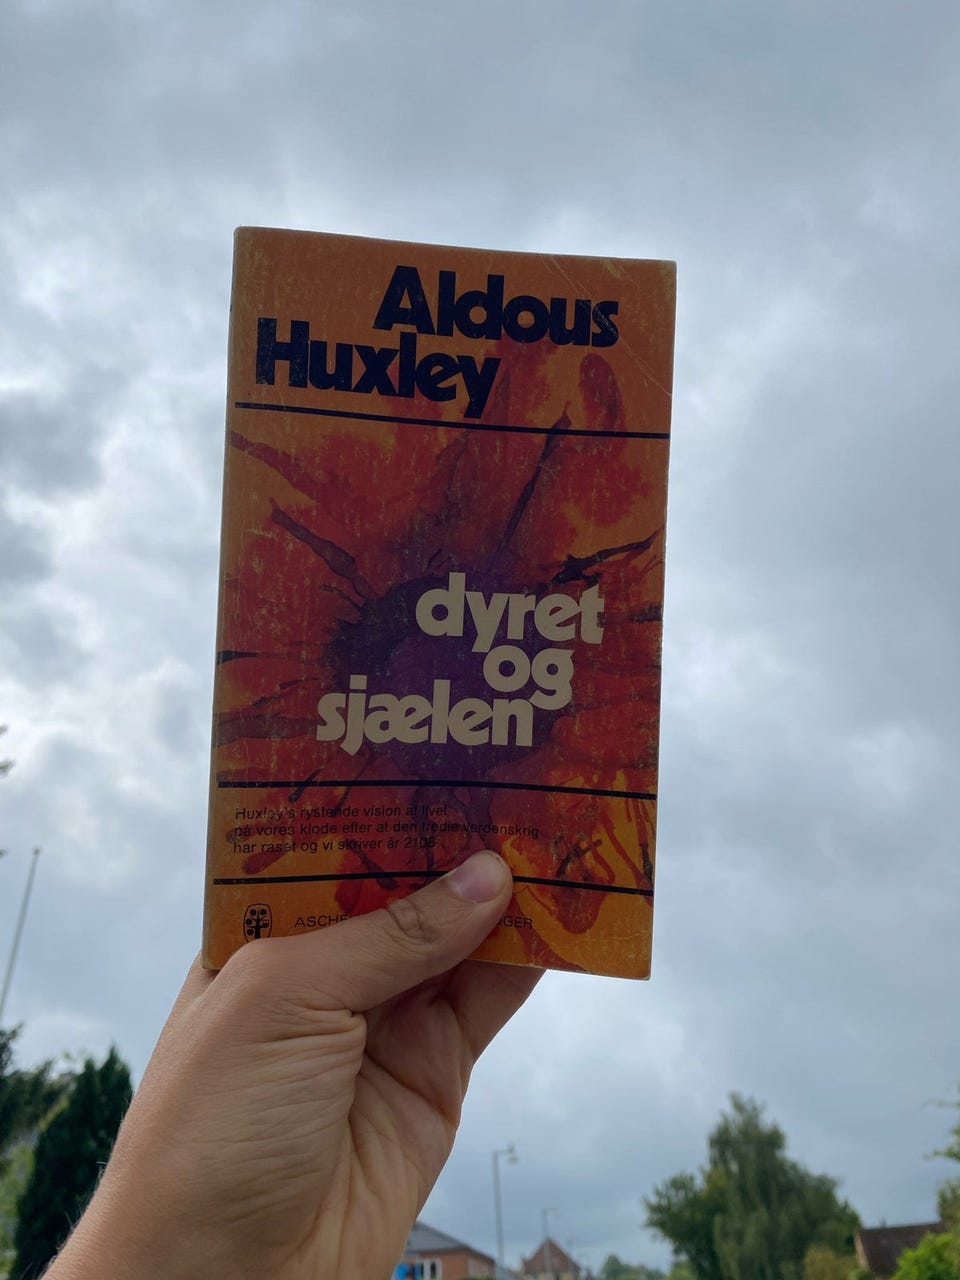 Aldous
Huxley
dyret
og
sjælen
Huxley's rystende vision af livet
på vores klode efter at den tredie verdenskrig
har raset og vi skriver år 2108